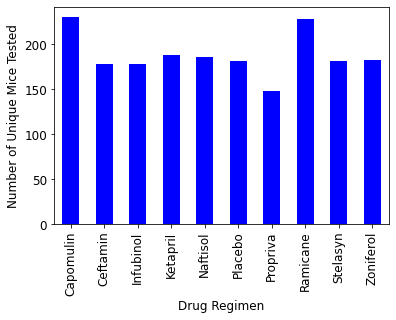 Number of Unique Mice Tested
200
150
100
50
0
Capomulin
Ceftamin
Infubinol
Ketapril
Naftisol
Placebo
Propriva
Ramicane
Stelasyn
Zoniferol
Drug Regimen